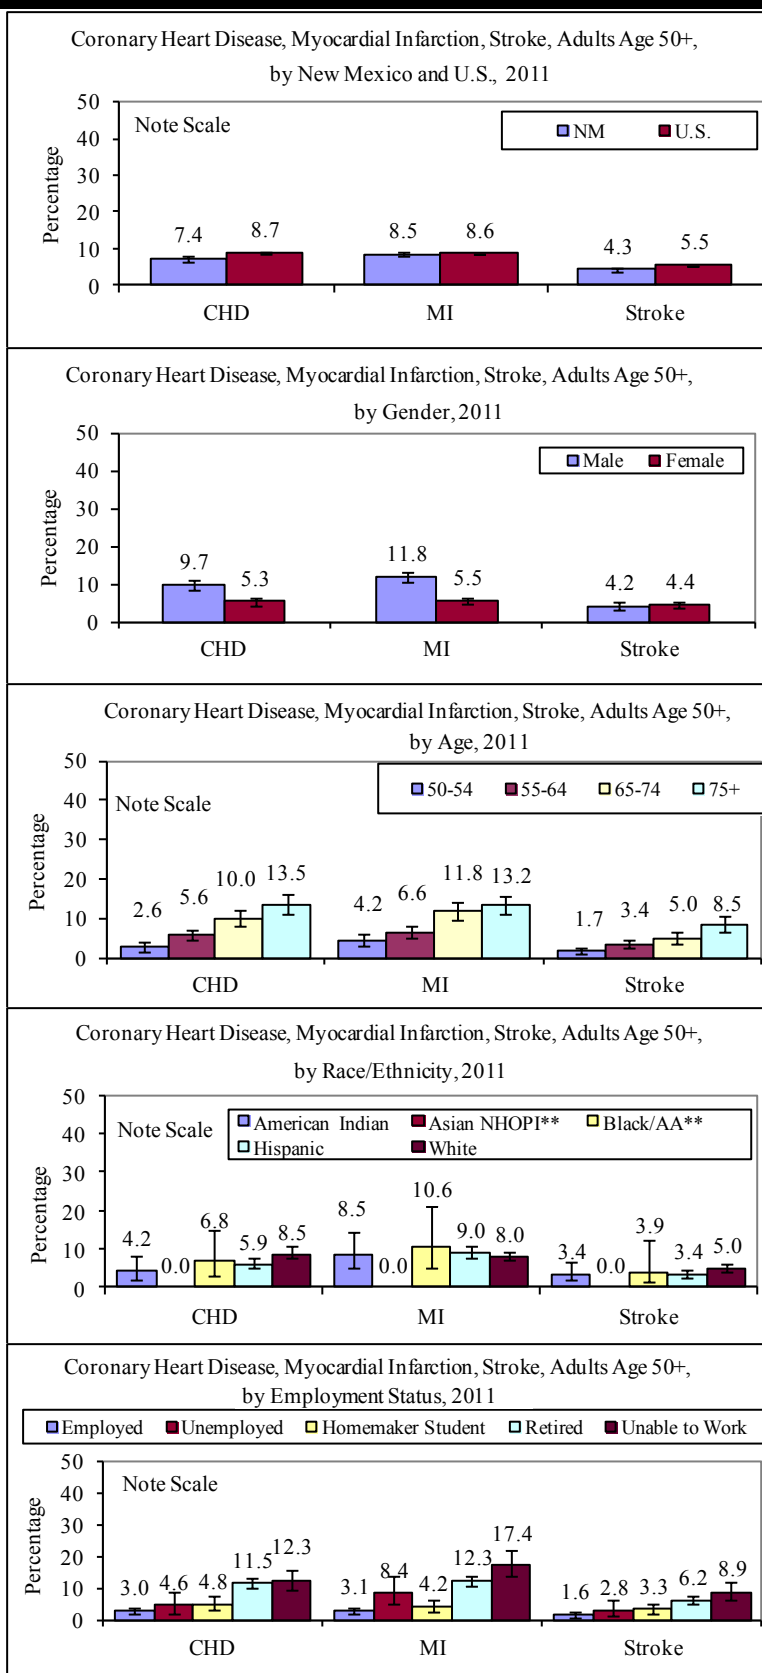 Coronary Heart Disease, Myocardial Infarction, Stroke, Adults Age 50+,
by New Mexico and U.S., 2011
Note Scale
NM U.S.
Percentage
50
40
30
20
10
0
7.4 8.7 8.5 8.6 4.3 5.5
CHD MI Stroke
Coronary Heart Disease, Myocardial Infarction, Stroke, Adults Age 50+,
by Gender, 2011
Male Female
Percentage
50
40
30
20
10
0
9.7 5.3 11.8 5.5 4.2 4.4
CHD MI Stroke
Coronary Heart Disease, Myocardial Infarction, Stroke, Adults Age 50+,
by Age, 2011
50-54 55-64 65-74 75+
Note Scale
Percentage
50
40
30
20
10
0
2.6 5.6 10.0 13.5 4.2 6.6 11.8 13.2 1.7 3.4 5.0 8.5
CHD MI Stroke
Coronary Heart Disease, Myocardial Infarction, Stroke, Adults Age 50+,
by Race/Ethnicity, 2011
Note Scale
American Indian Asian NHOPI** Black/AA**
Hispanic White
Percentage
50
40
30
20
10
0
4.2 0.0 6.8 5.9 8.5 8.5 0.0 10.6 9.0 8.0 3.4 0.0 3.9 3.4 5.0
CHD MI Stroke
Coronary Heart Disease, Myocardial Infarction, Stroke, Adults Age 50+,
by Employment Status, 2011
Employed Unemployed Homemaker Student Retired Unable to Work
Note Scale
Percentage
50
40
30
20
10
0
3.0 4.6 4.8 11.5 12.3 3.1 8.4 4.2 12.3 17.4 1.6 2.8 3.3 6.2 8.9
CHD MI Stroke